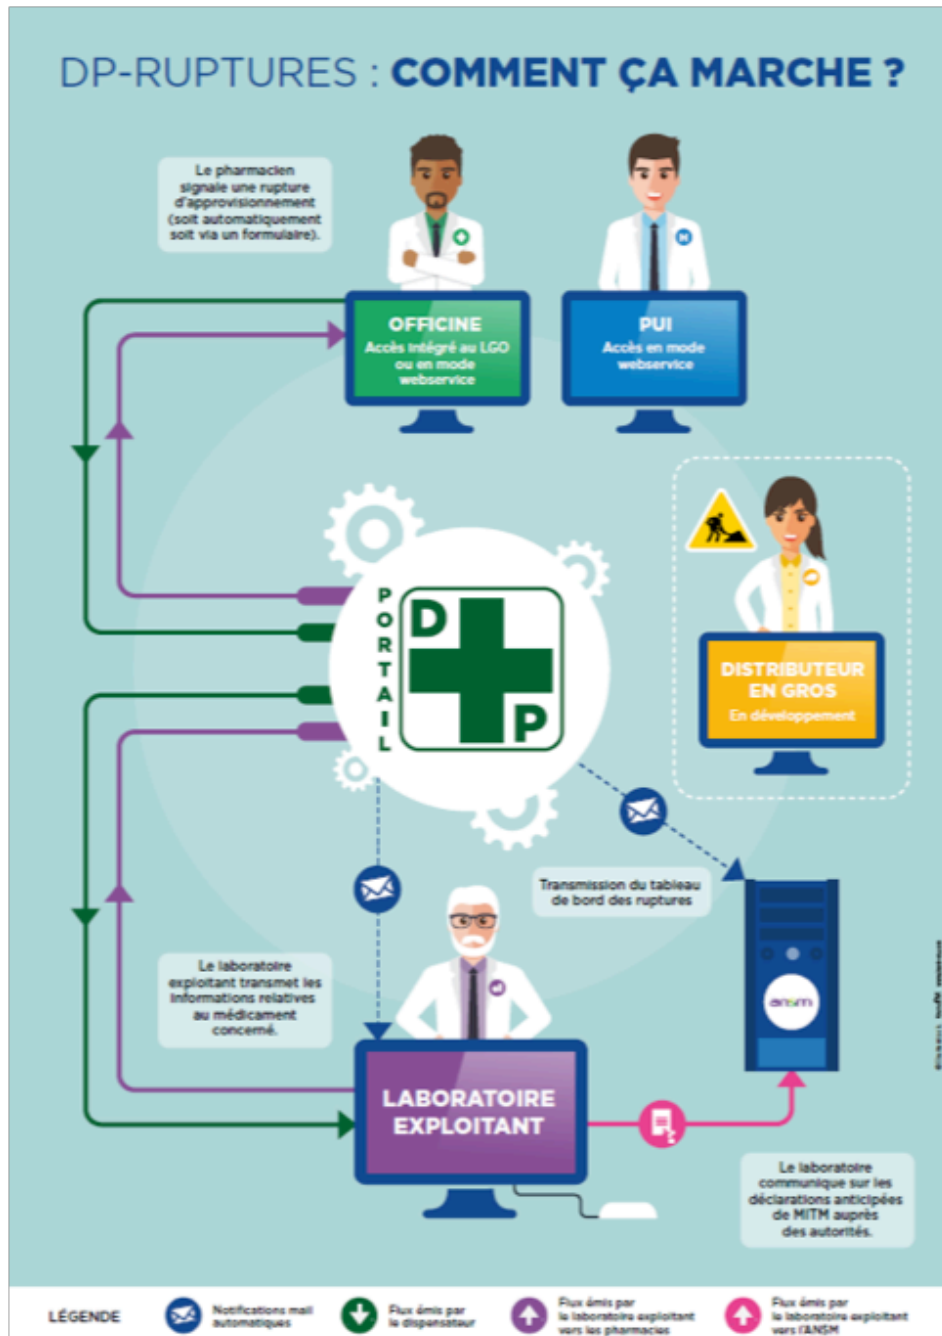 DP-RUPTURES : COMMENT ÇA MARCHE ?
Le pharmacien
signale une rupture
d'approvisionnement
(soit automatiquement
soit via un formulaire).
OFFICINE
Accès intégré au LGO
ou en mode
webservice
PUI
Accès en mode
webservice
H
PORTAIL
D
P
DISTRIBUTEUR
EN GROS
En développement
Transmission du tableau
de bord des ruptures
ansm
Le laboratoire
exploitant transmet les
informations relatives
au médicament
concerné.
LABORATOIRE
EXPLOITANT
Le laboratoire
communique sur les
déclarations anticipées
de MITM auprès
des autorités.
LÉGENDE
Notifications mail
automatiques
Flux émis par
le dispensateur
Flux émis par
le laboratoire exploitant
vers les pharmacies
Flux émis par
le laboratoire exploitant
vers l'ANSM